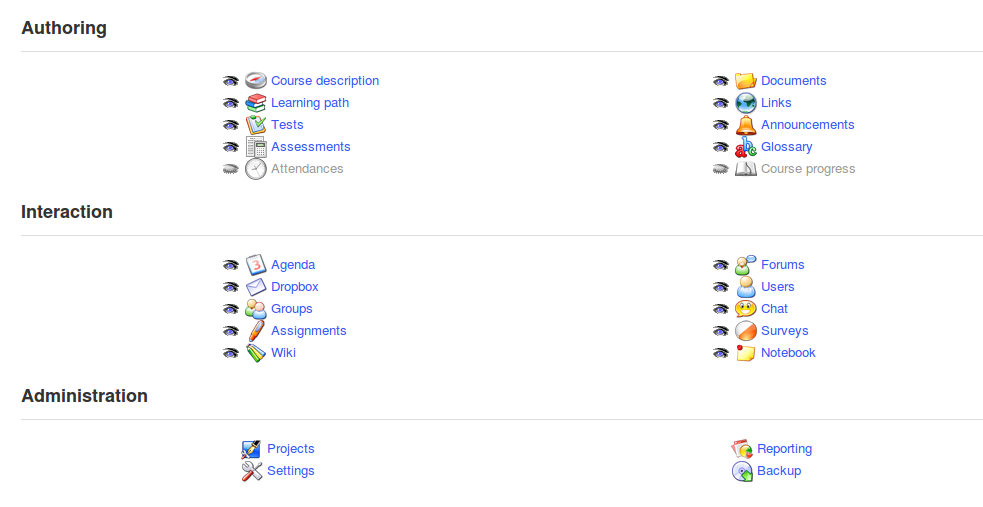 Authoring
Course description
Documents
Learning path
Links
Tests
Announcements
Assessments
Glossary
Attendances
Course progress
Interaction
Agenda
Forums
Dropbox
Users
Groups
Chat
Assignments
Surveys
Wiki
Notebook
Administration
Projects
Reporting
Settings
Backup